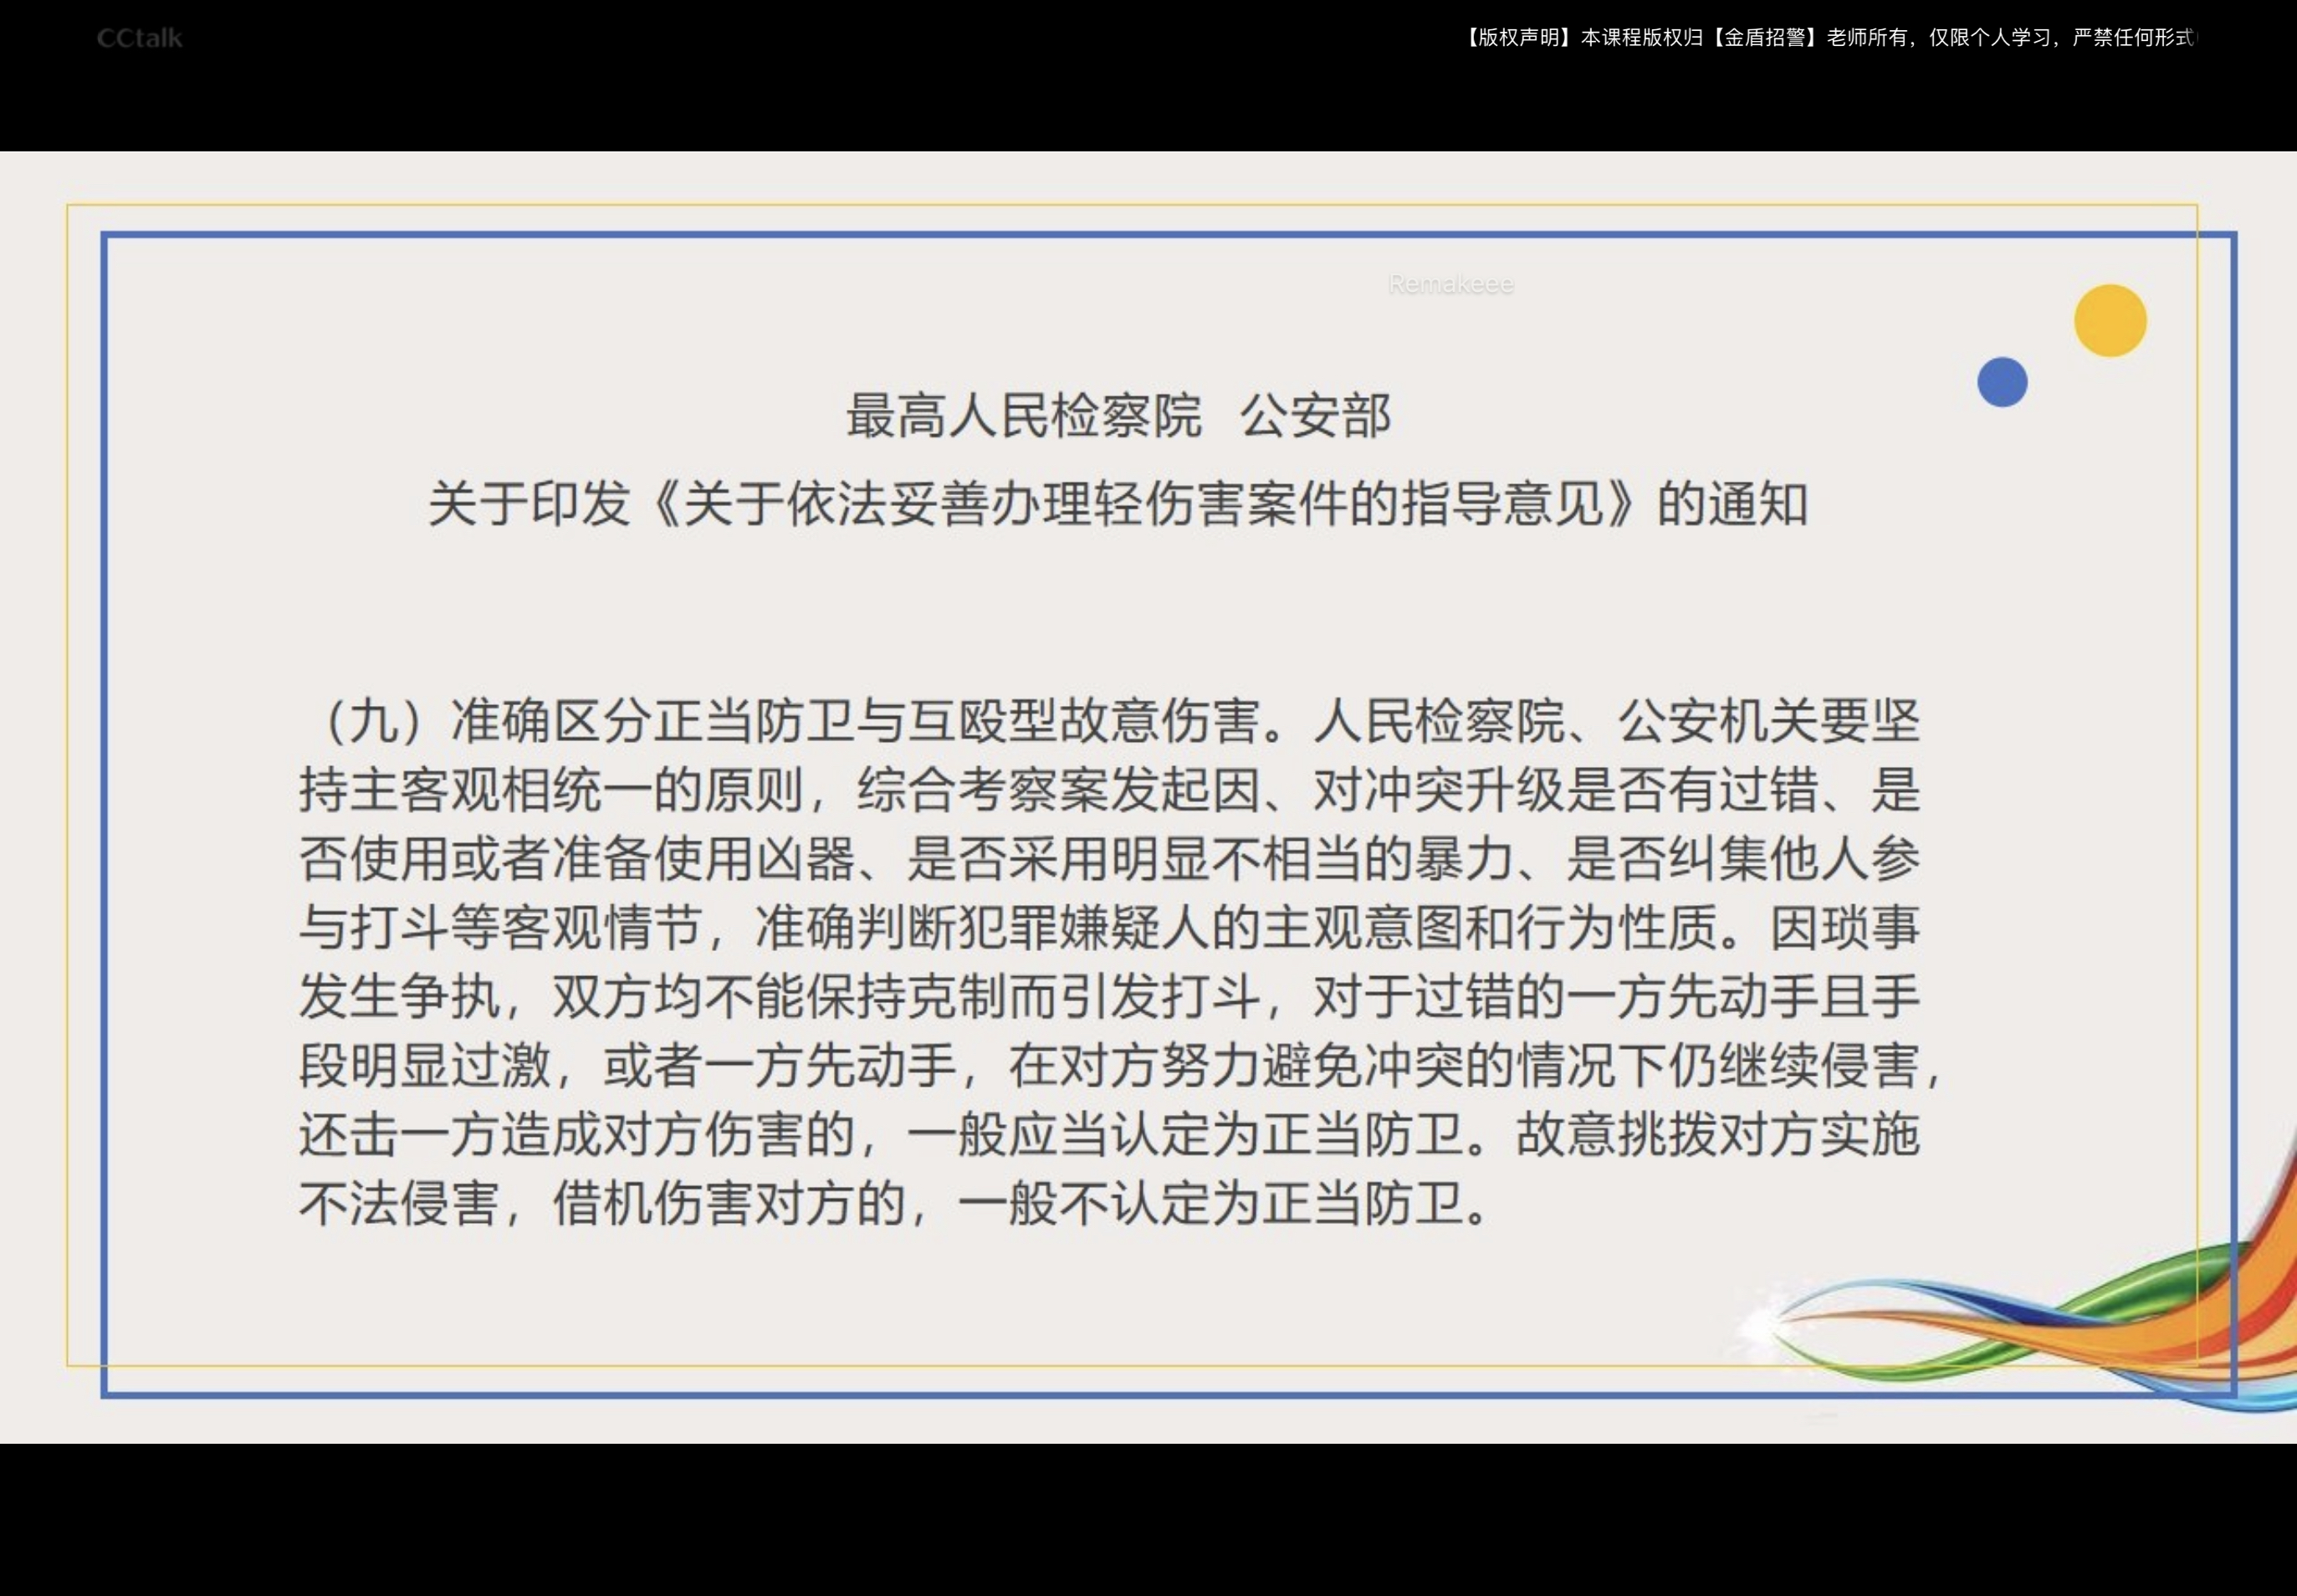 CCtalk
【版权声明】本课程版权归【金盾招警】老师所有，仅限个人学习，严禁任何形式
Remakeee
最高人民检察院 公安部
关于印发《关于依法妥善办理轻伤害案件的指导意见》的通知
（九）准确区分正当防卫与互殴型故意伤害。人民检察院、公安机关要坚
持主客观相统一的原则，综合考察案发起因、对冲突升级是否有过错、是
否使用或者准备使用凶器、是否采用明显不相当的暴力、是否纠集他人参
与打斗等客观情节，准确判断犯罪嫌疑人的主观意图和行为性质。因琐事
发生争执，双方均不能保持克制而引发打斗，对于过错的一方先动手且手
段明显过激，或者一方先动手，在对方努力避免冲突的情况下仍继续侵害，
还击一方造成对方伤害的，一般应当认定为正当防卫。故意挑拨对方实施
不法侵害，借机伤害对方的，一般不认定为正当防卫。